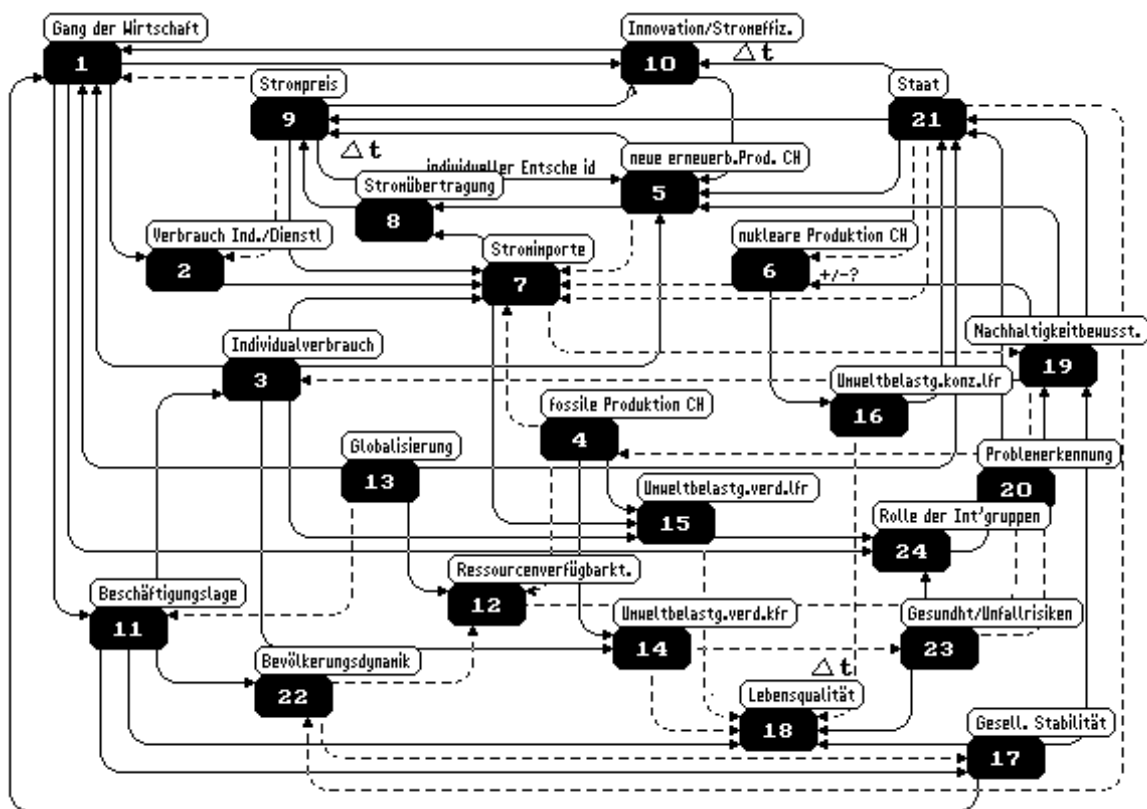 Gang der Wirtschaft
1
Innovation/Stromeffiz.
10
Δt
Staat
21
Strompreis
9
Δt
individueller Entsche id
neue erneuerb.Prod. CH
5
Stromübertragung
8
Verbrauch Ind./Dienstl
2
Stromimporte
7
nukleare Produktion CH
6
+/-?
Nachhaltigkeitbewusst.
19
Individualverbrauch
3
Umweltbelastg.konz.lfr
16
fossile Produktion CH
4
Globalisierung
13
Problemerkennung
20
Umweltbelastg.verd.lfr
15
Rolle der Int'gruppen
24
Ressourcenverfügbarkt.
12
Beschäftigungslage
11
Umweltbelastg.verd.kfr
14
Gesundht/Unfallrisiken
23
Bevölkerungsdynamik
22
Δt
Lebensqualität
18
Gesell. Stabilität
17